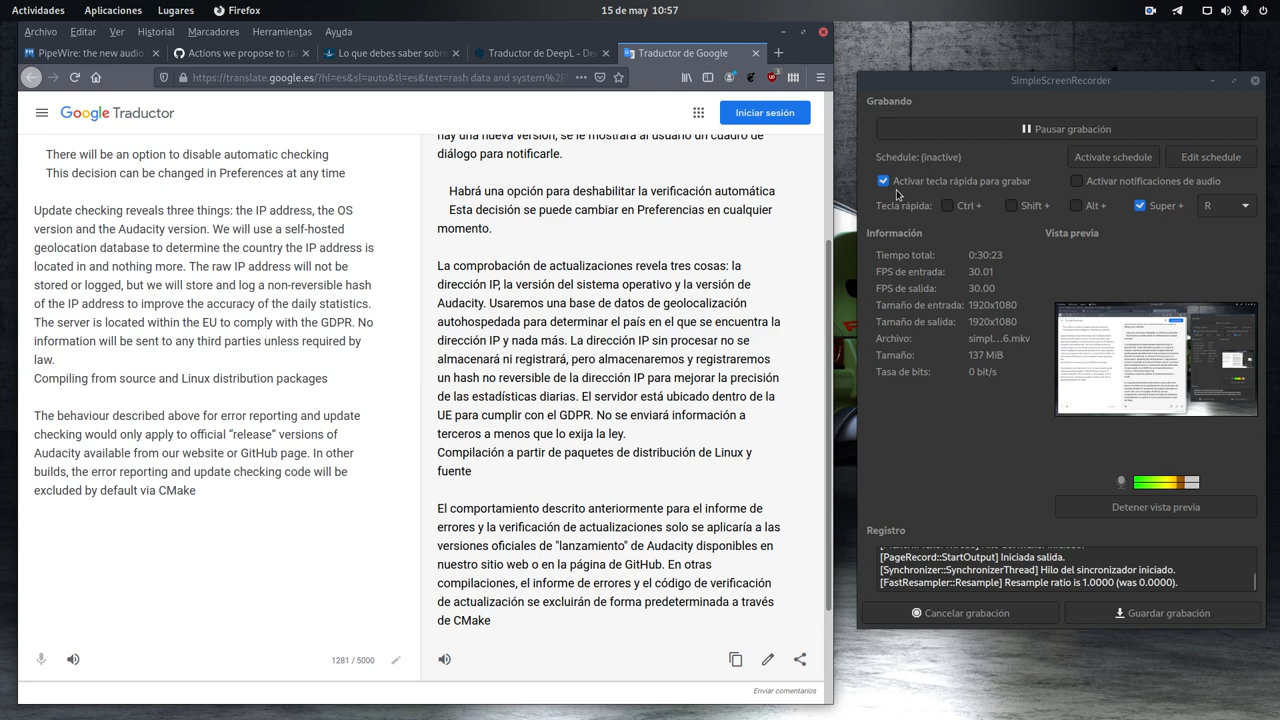 Actividades Aplicaciones Lugares Firefox 15 de may 10:57
Archivo Editar Ver Historial Marcadores Herramientas Ayuda
PipeWire: the new audio
Actions we propose to ta
Lo que debes saber sobre
Traductor de DeepL - De
Traductor de Google
https://translate.google.es/?hl=es&sl=auto&tl=es&text=rash data and system%2F
Google Traductor
Iniciar sesión
There will be an option to disable automatic checking
This decision can be changed in Preferences at any time
Update checking reveals three things: the IP address, the OS
version and the Audacity version. We will use a self-hosted
geolocation database to determine the country the IP address is
located in and nothing more. The raw IP address will not be
stored or logged, but we will store and log a non-reversible hash
of the IP address to improve the accuracy of the daily statistics.
The server is located within the EU to comply with the GDPR. No
information will be sent to any third parties unless required by
law.
Compiling from source and Linux distribution packages
The behaviour described above for error reporting and update
checking would only apply to official “release” versions of
Audacity available from our website or GitHub page. In other
builds, the error reporting and update checking code will be
excluded by default via CMake
1281 / 5000
hay una nueva versión, se le mostrará al usuario un cuadro de
diálogo para notificarle.
Habrá una opción para deshabilitar la verificación automática
Esta decisión se puede cambiar en Preferencias en cualquier
momento.
La comprobación de actualizaciones revela tres cosas: la
dirección IP, la versión del sistema operativo y la versión de
Audacity. Usaremos una base de datos de geolocalización
autohospedada para determinar el país en el que se encuentra la
dirección IP y nada más. La dirección IP sin procesar no se
almacenará ni registrará, pero almacenaremos y registraremos
un hash no reversible de la dirección IP para mejorar la precisión
de las estadísticas diarias. El servidor está ubicado dentro de la
UE para cumplir con el GDPR. No se enviará información a
terceros a menos que lo exija la ley.
Compilación a partir de paquetes de distribución de Linux y
fuente
El comportamiento descrito anteriormente para el informe de
errores y la verificación de actualizaciones solo se aplicaría a las
versiones oficiales de "lanzamiento" de Audacity disponibles en
nuestro sitio web o en la página de GitHub. En otras
compilaciones, el informe de errores y el código de verificación
de actualización se excluirán de forma predeterminada a través
de CMake
Enviar comentarios
SimpleScreenRecorder
Grabando
Pausar grabación
Schedule: (inactive) Activate schedule Edit schedule
Activar tecla rápida para grabar Activar notificaciones de audio
Tecla rápida: Ctrl + Shift + Alt + Super + R
Información
Tiempo total: 0:30:23
FPS de entrada: 30.01
FPS de salida: 30.00
Tamaño de entrada: 1920x1080
Tamaño de salida: 1920x1080
Archivo: simpl...6.mkv
Tamaño: 137 MiB
Tasa de bits: 0 bit/s
Vista previa
Detener vista previa
Registro
[PageRecord::StartOutput] Iniciada salida.
[Synchronizer::SynchronizerThread] Hilo del sincronizador iniciado.
[FastResampler::Resample] Resample ratio is 1.0000 (was 0.0000).
Cancelar grabación Guardar grabación